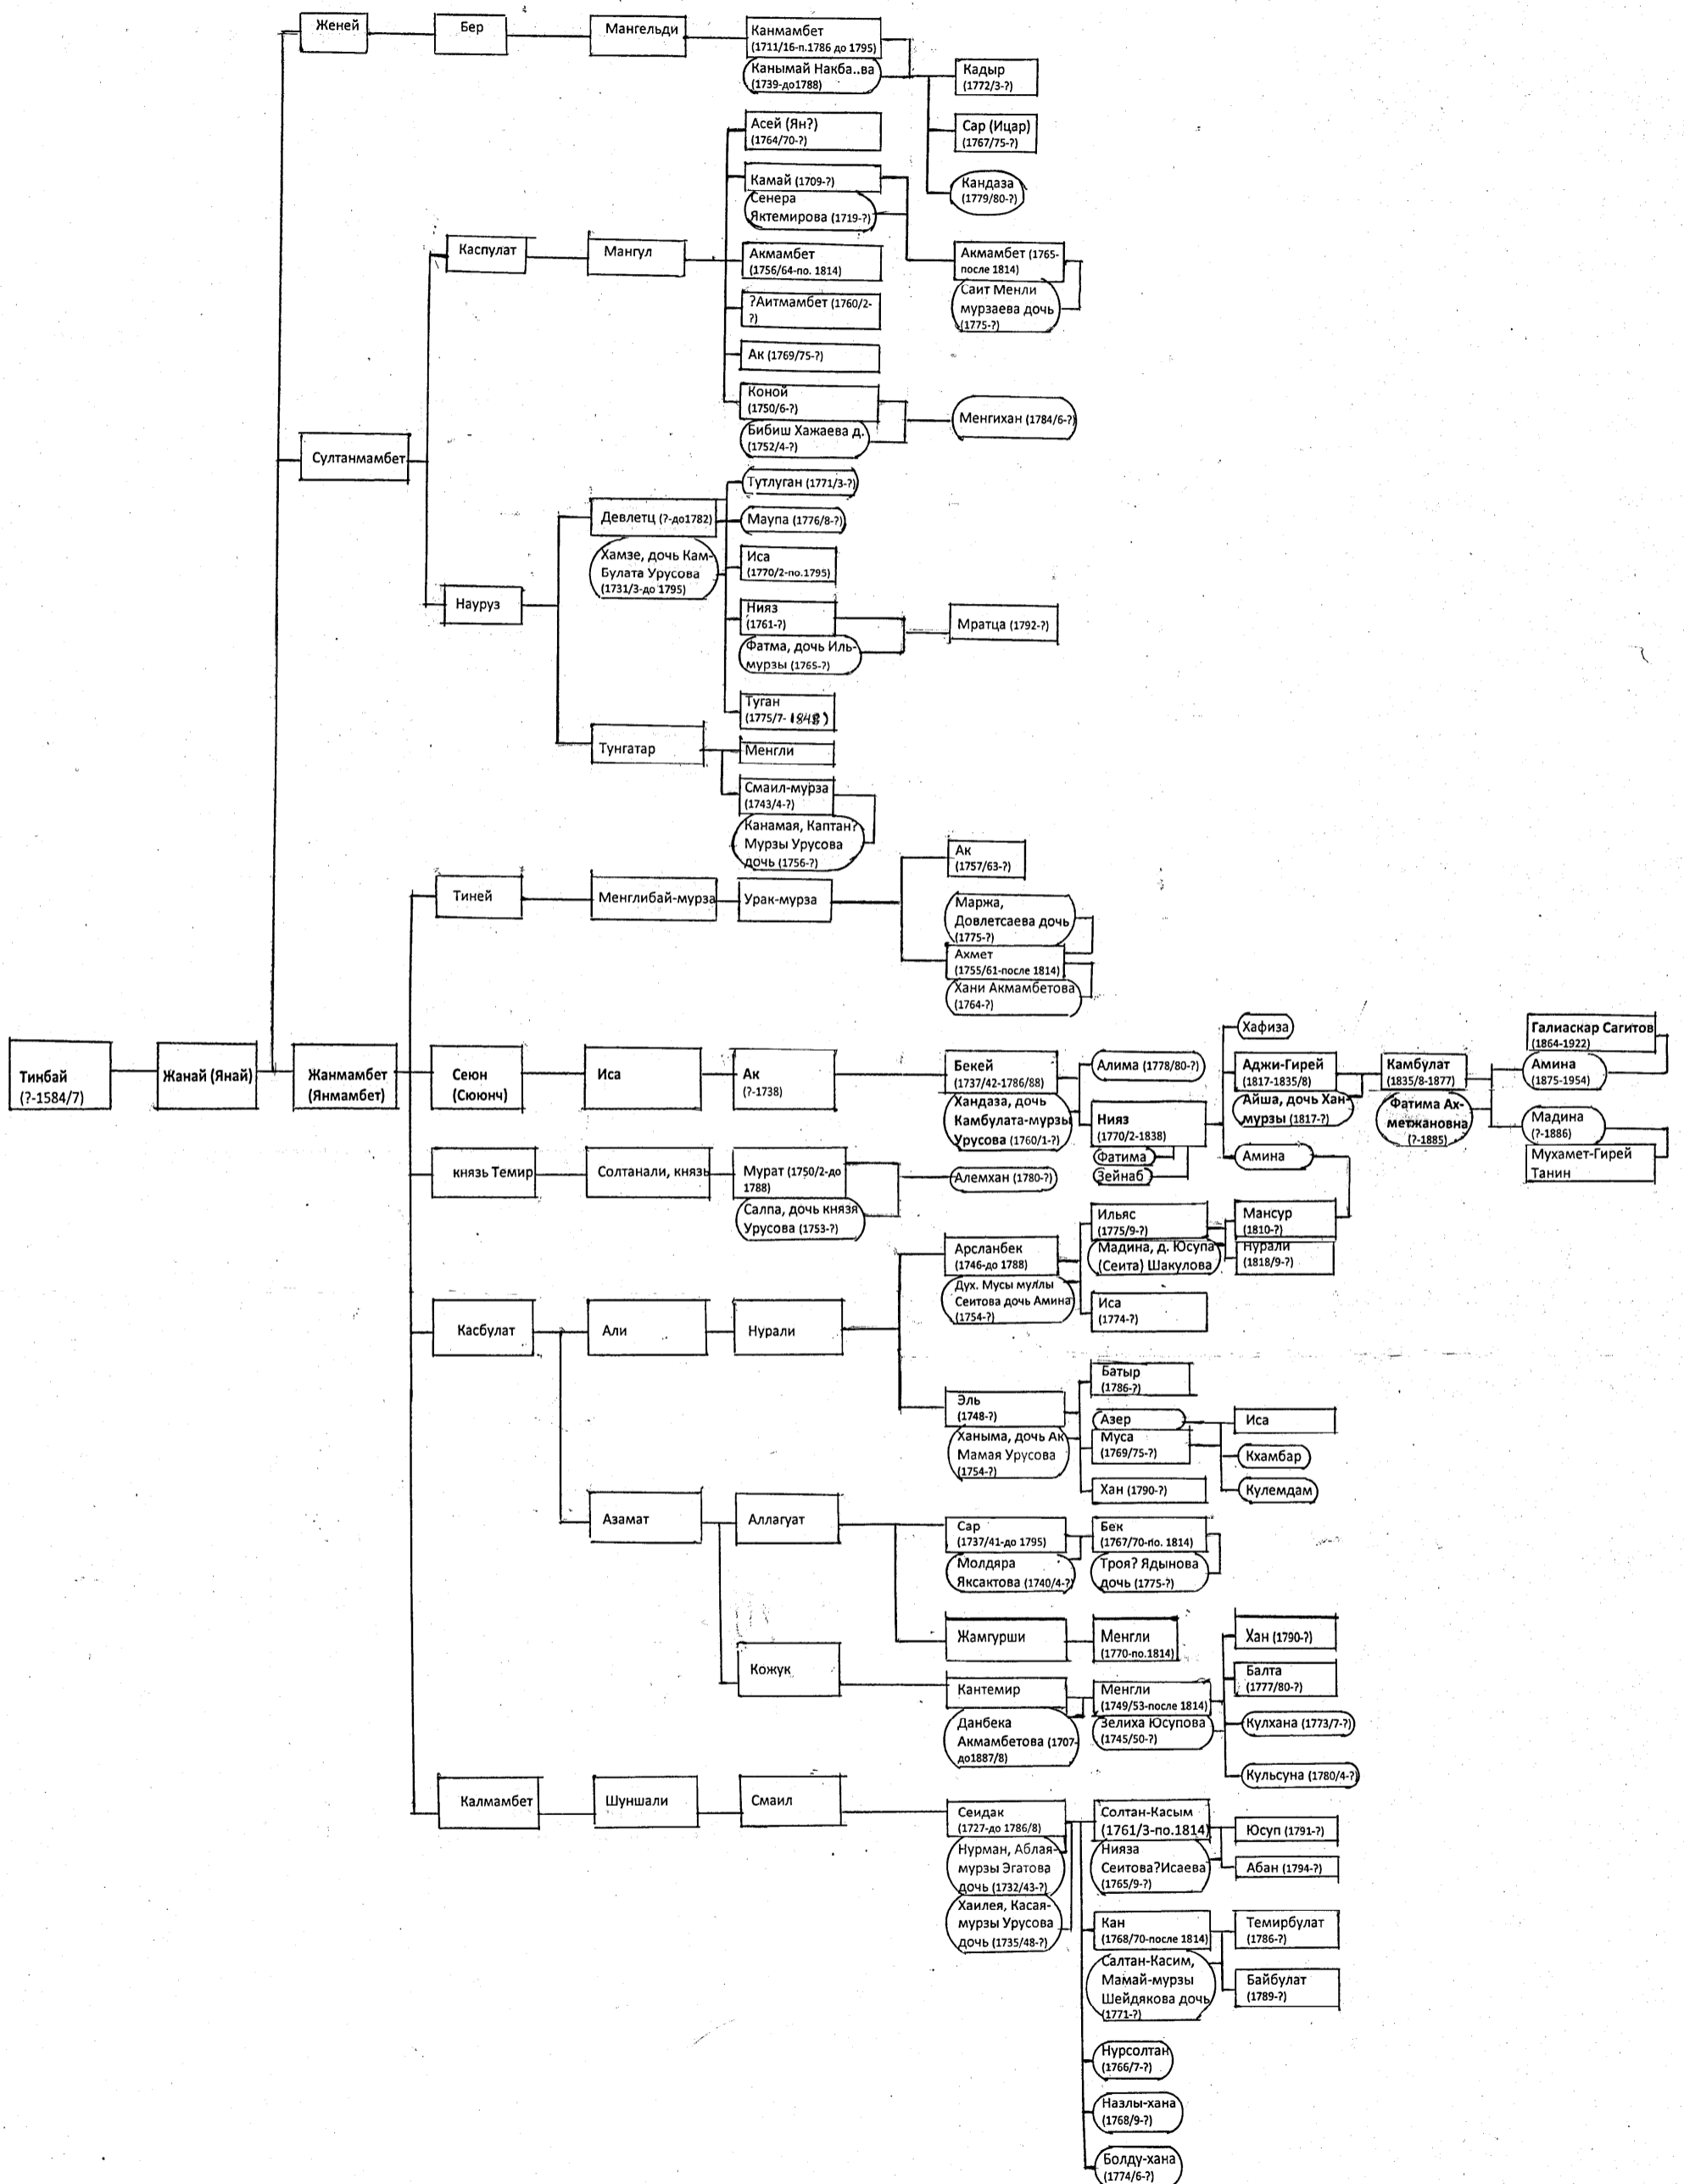 Женей
Бер
Мангельди
Канмамбет
(1711/16-п.1786 до 1795)
Канымай Накба..ва
(1739-до1788)
Кадыр
(1772/3-?)
Сар (Ицар)
(1767/75-?)
Кандаза
(1779/80-?)
Асей (Ян?)
(1764/70-?)
Камай (1709-?)
Сенера
Яктемирова (1719-?)
Каспулат
Мангул
Акмамбет
(1756/64-по. 1814)
Акмамбет (1765-
после 1814)
Саит Менли
мурзаева дочь
(1775-?)
?Аитмамбет (1760/2-
?)
Ак (1769/75-?)
Коной
(1750/6-?)
Бибиш Хажаева д.
(1752/4-?)
Менгихан (1784/6-?)
Султанмамбет
Тутлуган (1771/3-?)
Девлетц (?-до1782)
Маупа (1776/8-?)
Хамзе, дочь Кам-
Булата Урусова
(1731/3-до 1795)
Иса
(1770/2-по.1795)
Науруз
Нияз
(1761-?)
Фатма, дочь Иль-
мурзы (1765-?)
Мратца (1792-?)
Туган
(1775/7- 1848)
Тунгатар
Менгли
Смаил-мурза
(1743/4-?)
Канамая, Каптан?
Мурзы Урусова
дочь (1756-?)
Тиней
Менглибай-мурза
Урак-мурза
Ак
(1757/63-?)
Маржа,
Довлетсаева дочь
(1775-?)
Ахмет
(1755/61-после 1814)
Хани Акмамбетова
(1764-?)
Тинбай
(?-1584/7)
Жанай (Янай)
Жанмамбет
(Янмамбет)
Сеюн
(Сююнч)
Иса
Ак
(?-1738)
Бекей
(1737/42-1786/88)
Хандаза, дочь
Камбулата-мурзы
Урусова (1760/1-?)
Алима (1778/80-?)
Нияз
(1770/2-1838)
Фатима
Зейнаб
Хафиза
Аджи-Гирей
(1817-1835/8)
Айша, дочь Хан-
мурзы (1817-?)
Амина
Камбулат
(1835/8-1877)
Фатима Ах-
метжановна
(?-1885)
Галиаскар Сагитов
(1864-1922)
Амина
(1875-1954)
Мадина
(?-1886)
Мухамет-Гирей
Танин
князь Темир
Солтанали, князь
Мурат (1750/2-до
1788)
Салпа, дочь князя
Урусова (1753-?)
Алемхан (1780-?)
Касбулат
Али
Нурали
Арсланбек
(1746-до 1788)
Дух. Мусы муллы
Сеитова дочь Амина
(1754-?)
Ильяс
(1775/9-?)
Мадина, д. Юсупа
(Сеита) Шакулова
Мансур
(1810-?)
Нурали
(1818/9-?)
Иса
(1774-?)
Эль
(1748-?)
Ханыма, дочь Ак
Мамая Урусова
(1754-?)
Батыр
(1786-?)
Азер
Муса
(1769/75-?)
Хан (1790-?)
Иса
Кхамбар
Кулемдам
Азамат
Аллагуат
Сар
(1737/41-до 1795)
Молдяра
Яксактова (1740/4-?)
Бек
(1767/70-по. 1814)
Троя? Ядынова
дочь (1775-?)
Жамгурши
Менгли
(1770-по.1814)
Кожук
Кантемир
Данбека
Акмамбетова (1707-
до1887/8)
Менгли
(1749/53-после 1814)
Зелиха Юсупова
(1745/50-?)
Хан (1790-?)
Балта
(1777/80-?)
Кулхана (1773/7-?)
Кульсуна (1780/4-?)
Калмамбет
Шуншали
Смаил
Сеидак
(1727-до 1786/8)
Нурман, Аблая-
мурзы Эгатова
дочь (1732/43-?)
Хаилея, Касая-
мурзы Урусова
дочь (1735/48-?)
Солтан-Касым
(1761/3-по.1814)
Нияза
Сеитова?Исаева
(1765/9-?)
Юсуп (1791-?)
Абан (1794-?)
Кан
(1768/70-после 1814)
Салтан-Касим,
Мамай-мурзы
Шейдякова дочь
(1771-?)
Темирбулат
(1786-?)
Байбулат
(1789-?)
Нурсолтан
(1766/7-?)
Назлы-хана
(1768/9-?)
Болду-хана
(1774/6-?)